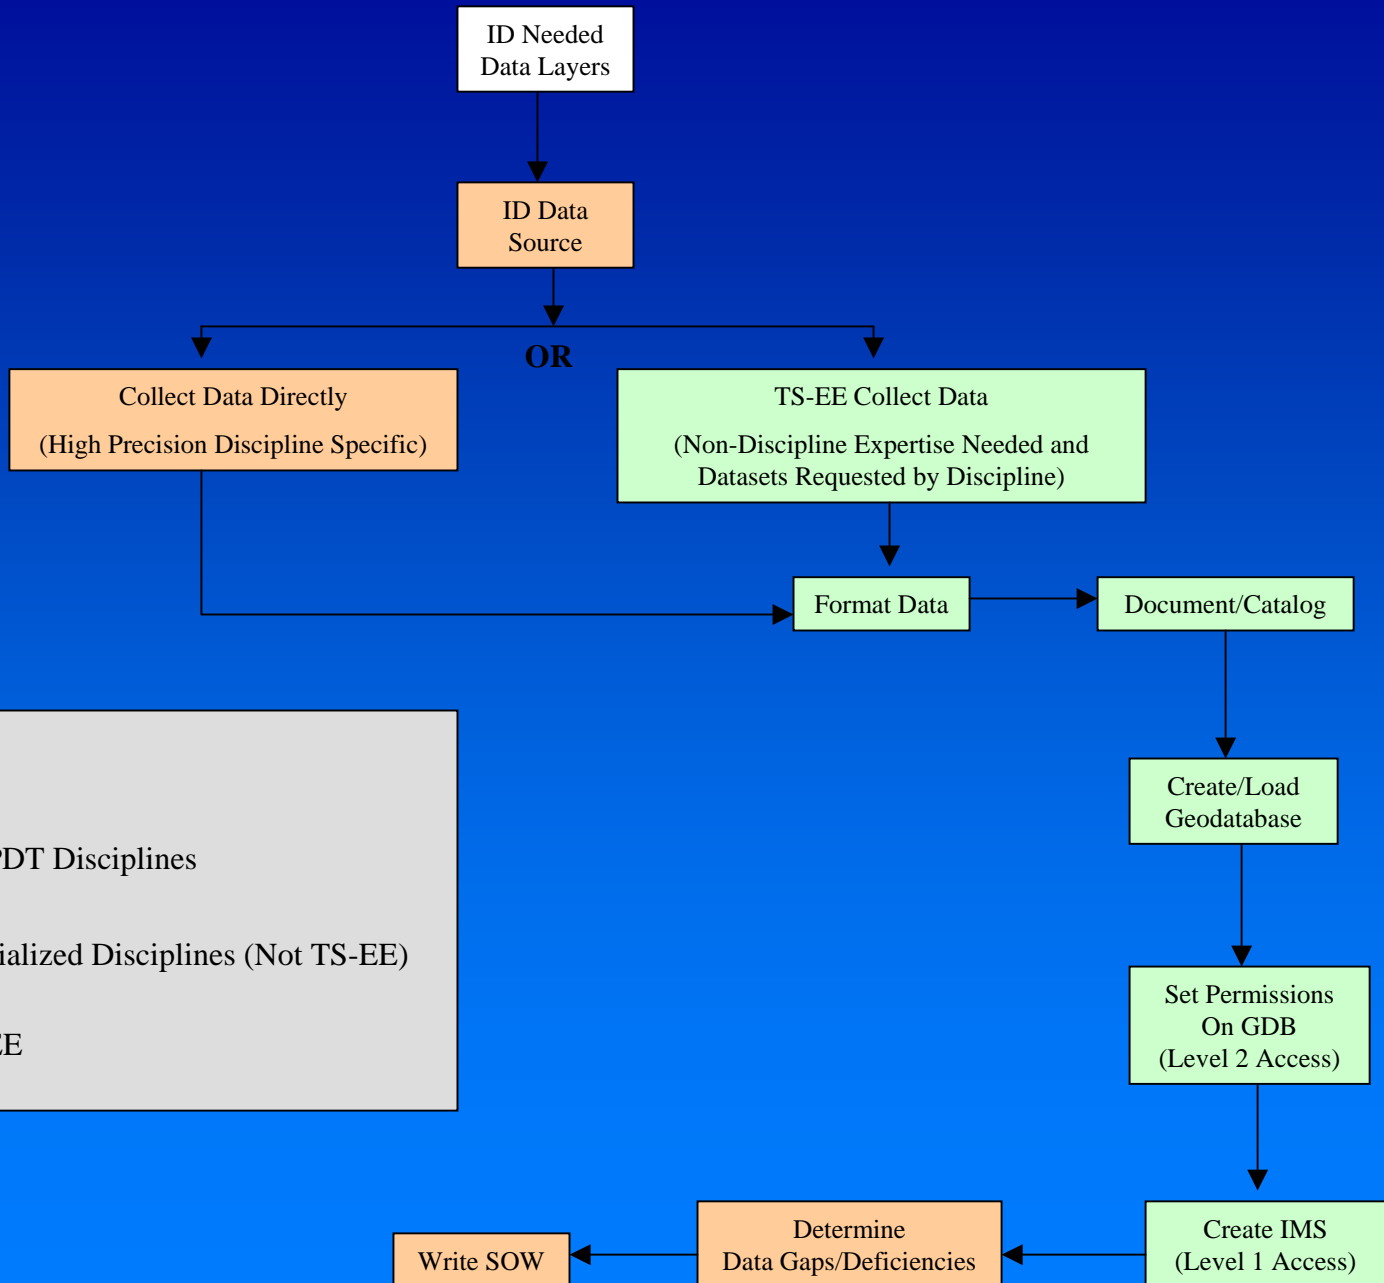 ID Needed
Data Layers
ID Data
Source
OR
Collect Data Directly
(High Precision Discipline Specific)
TS-EE Collect Data
(Non-Discipline Expertise Needed and
Datasets Requested by Discipline)
Format Data
Document/Catalog
Create/Load
Geodatabase
Disciplines
Disciplines (Not TS-EE)
Set Permissions
On GDB
(Level 2 Access)
Create IMS
(Level 1 Access)
Determine
Data Gaps/Deficiencies
Write SOW